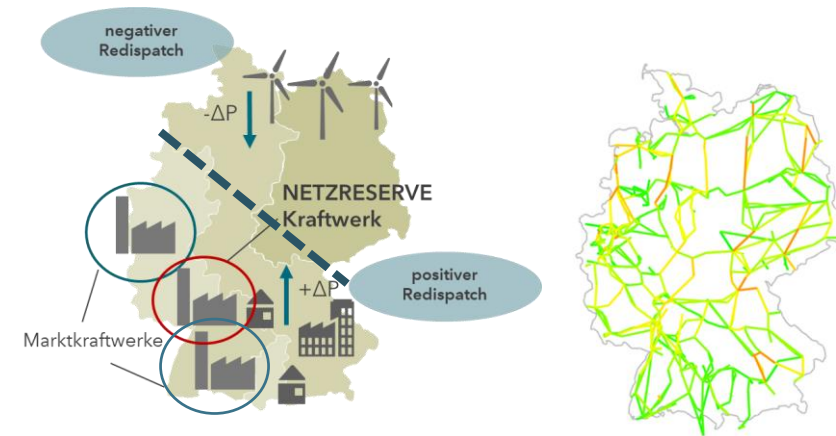 negativer
Redispatch
-ΔP
NETZRESERVE
Kraftwerk
+ΔP
positiver
Redispatch
Marktkraftwerke